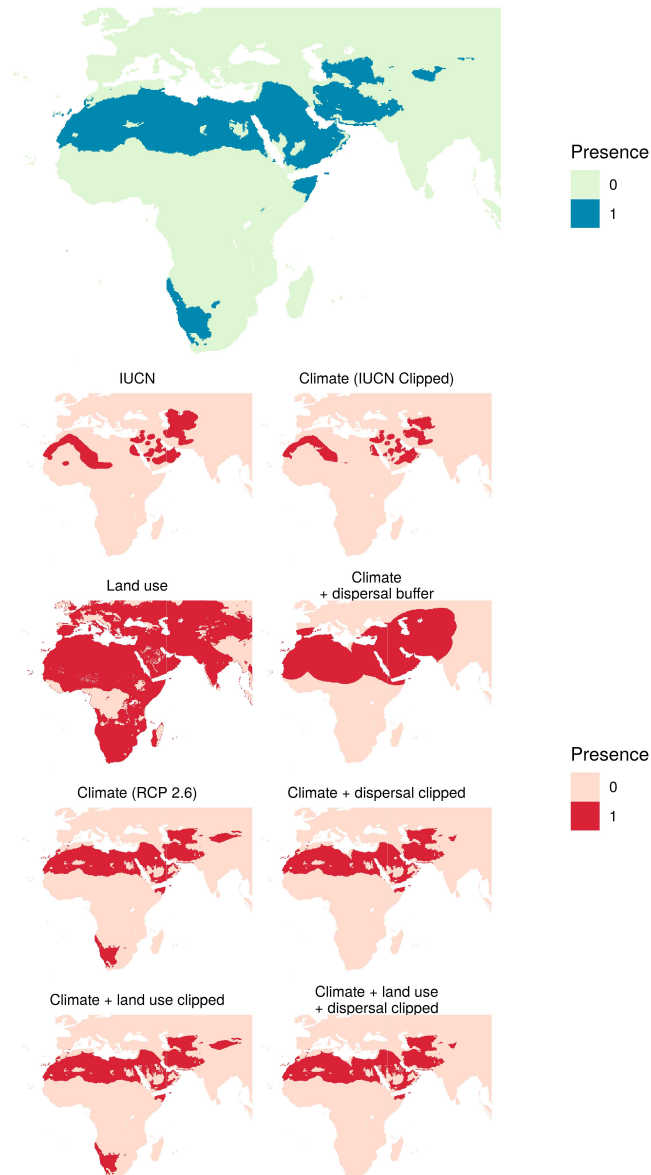 Presence
0
1
IUCN
Climate (IUCN Clipped)
Land use
Climate
+ dispersal buffer
Presence
0
1
Climate (RCP 2.6)
Climate + dispersal clipped
Climate + land use clipped
Climate + land use
+ dispersal clipped